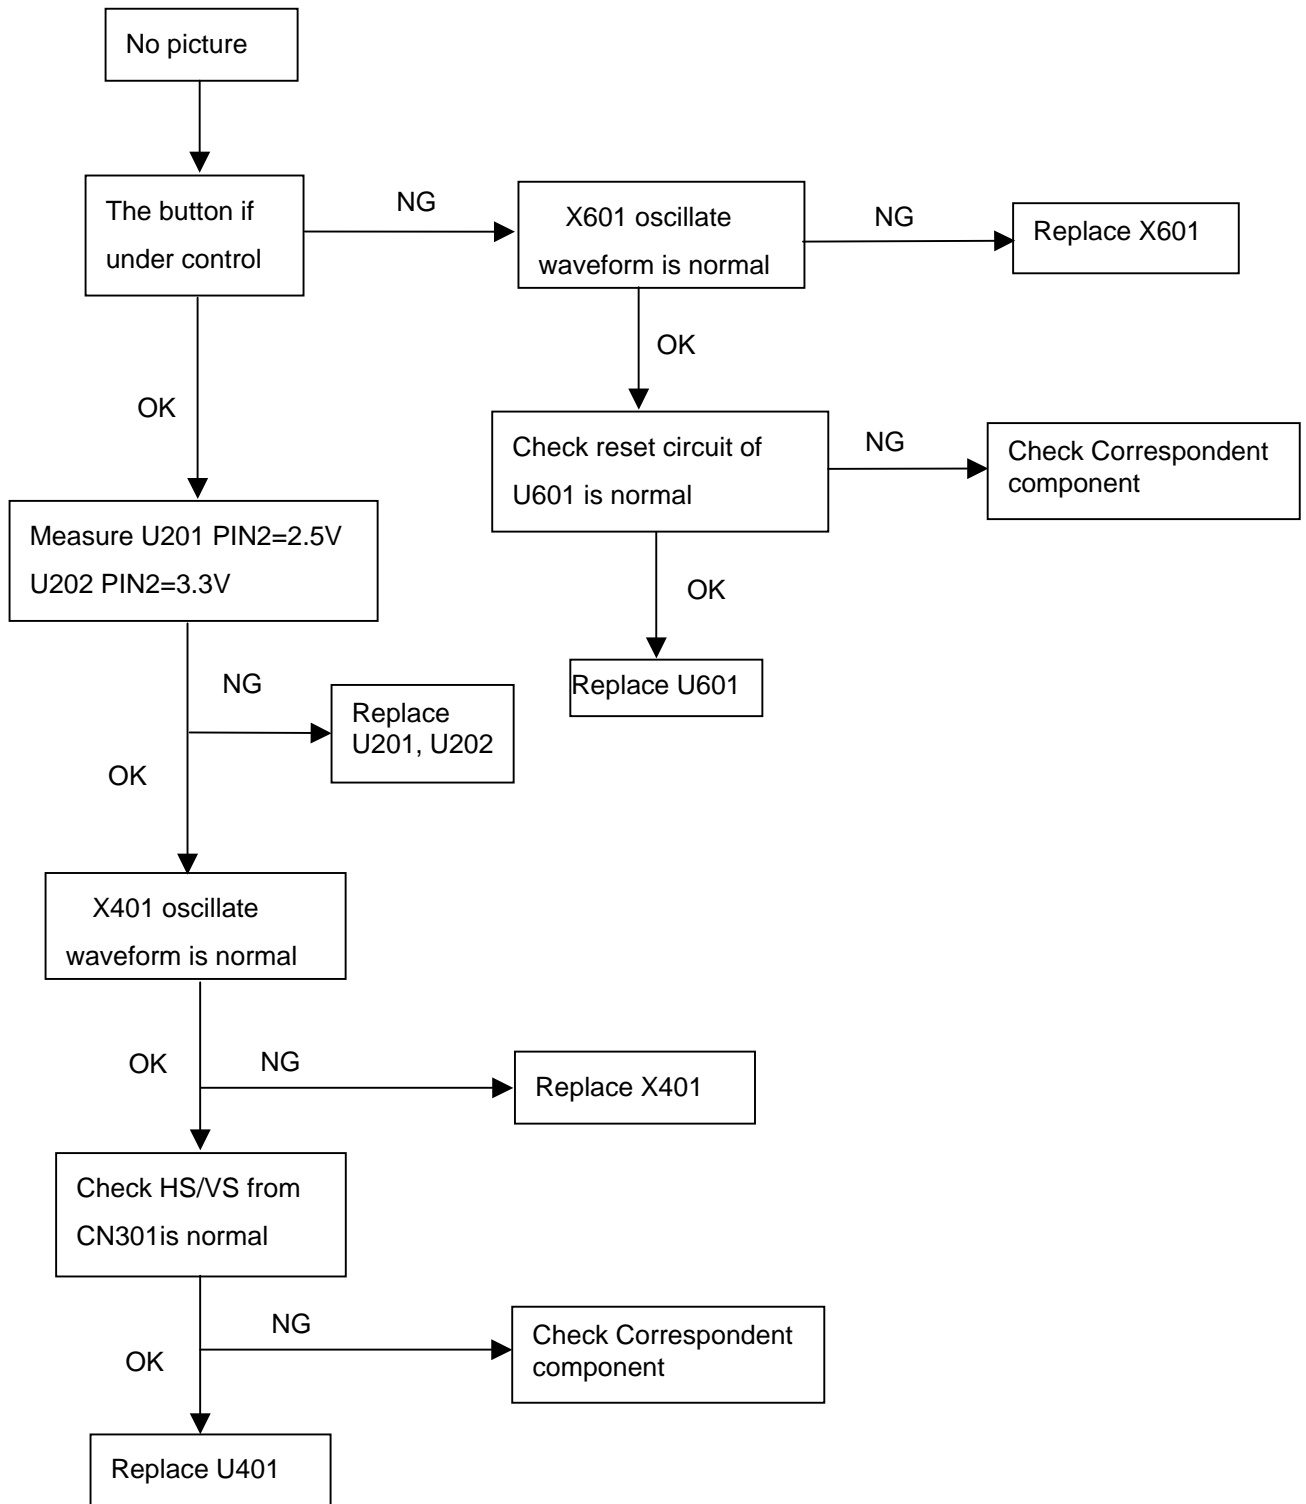 No picture
The button if
under control
NG
X601 oscillate
waveform is normal
NG
Replace X601
OK
OK
Check reset circuit of
U601 is normal
NG
Check Correspondent
component
Measure U201 PIN2=2.5V
U202 PIN2=3.3V
OK
Replace U601
NG
Replace
U201, U202
OK
X401 oscillate
waveform is normal
OK
NG
Replace X401
Check HS/VS from
CN301is normal
NG
Check Correspondent
component
OK
Replace U401